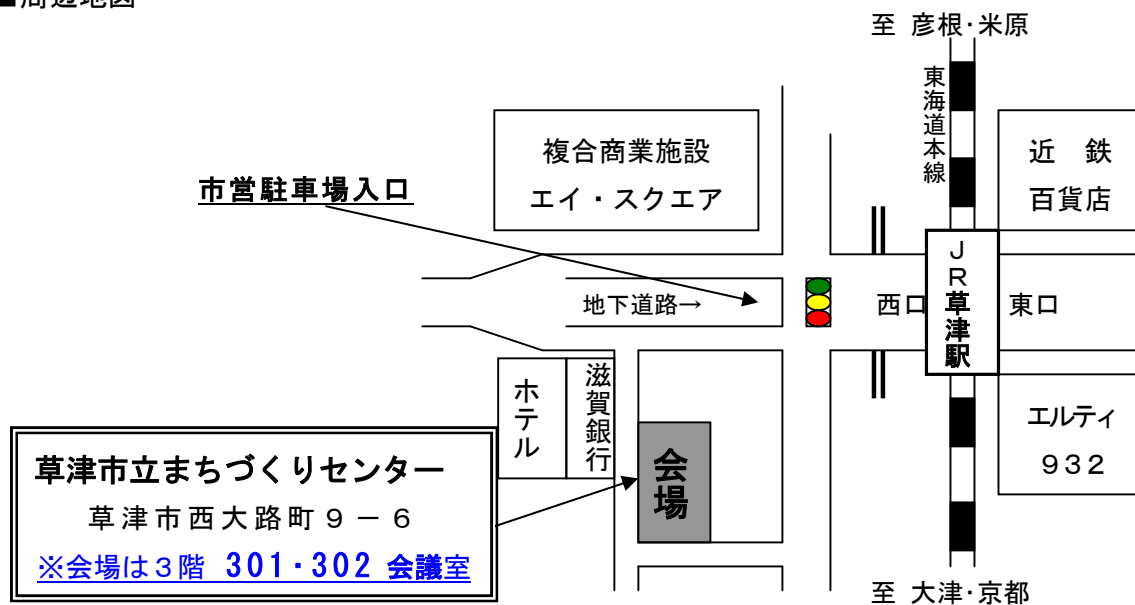 ■周辺地図
至 彦根・米原
東海道本線
複合商業施設
エイ・スクエア
近 鉄
百貨店
市営駐車場入口
地下道路→
西口
JR草津駅
東口
ホテル
滋賀銀行
会場
エルティ
932
草津市立まちづくりセンター
草津市西大路町9-6
※会場は3階 301・302 会議室
至 大津・京都